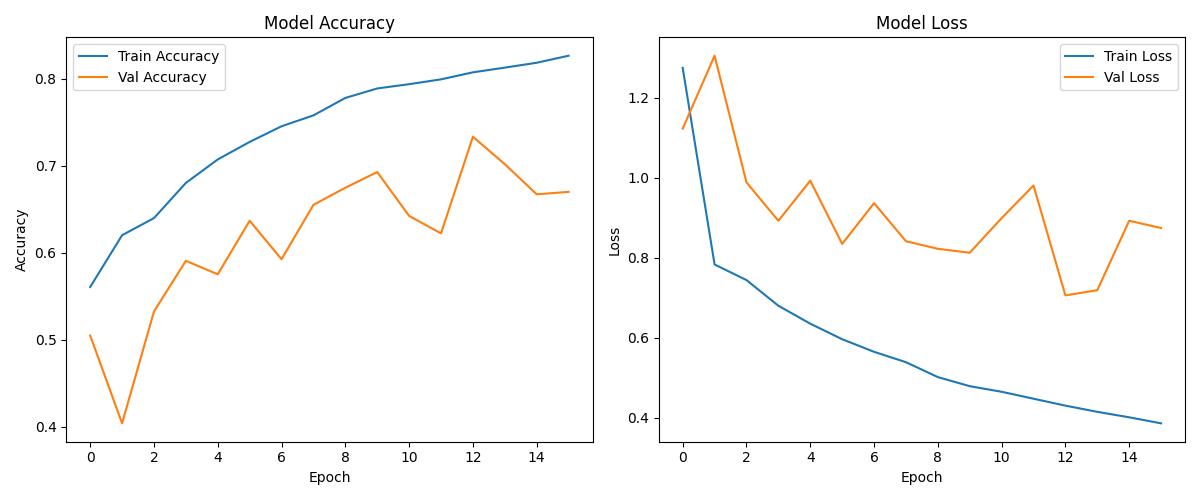 Model Accuracy
Train Accuracy
Val Accuracy
0.8
0.7
0.6
0.5
0.4
Accuracy
0 2 4 6 8 10 12 14
Epoch
Model Loss
Train Loss
Val Loss
1.2
1.0
0.8
0.6
0.4
Loss
0 2 4 6 8 10 12 14
Epoch